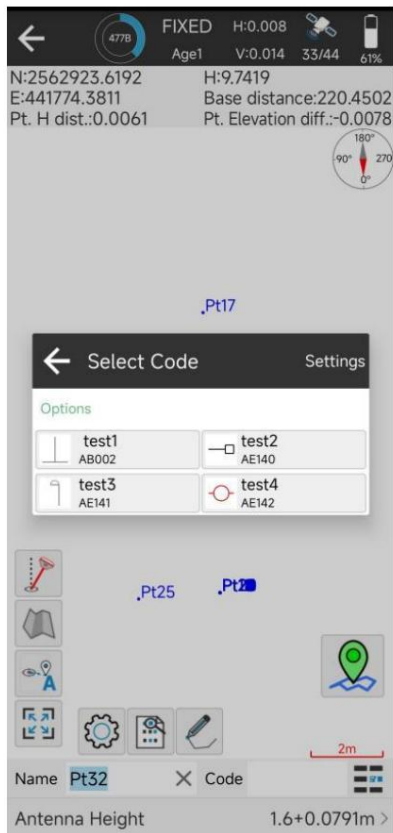 477B FIXED H:0.008
Age1 V:0.014 33/44 61%
N:2562923.6192 H:9.7419
E:441774.3811 Base distance:220.4502
Pt. H dist.:0.0061 Pt. Elevation diff.:-0.0078
180°
90° 270
0°
Pt17
Select Code Settings
Options
test1 test2
AB002 AE140
test3 test4
AE141 AE142
Pt25
A
2m
Name Pt32 Code
Antenna Height 1.6+0.0791m >